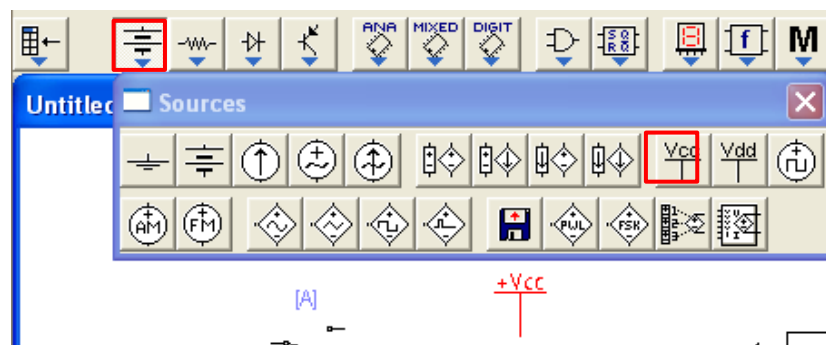 ANA MIXED DIGIT
S Q
R Q
f M
Untitled Sources
Vcc Vdd
AM FM PWL FSK
+Vcc
[A]